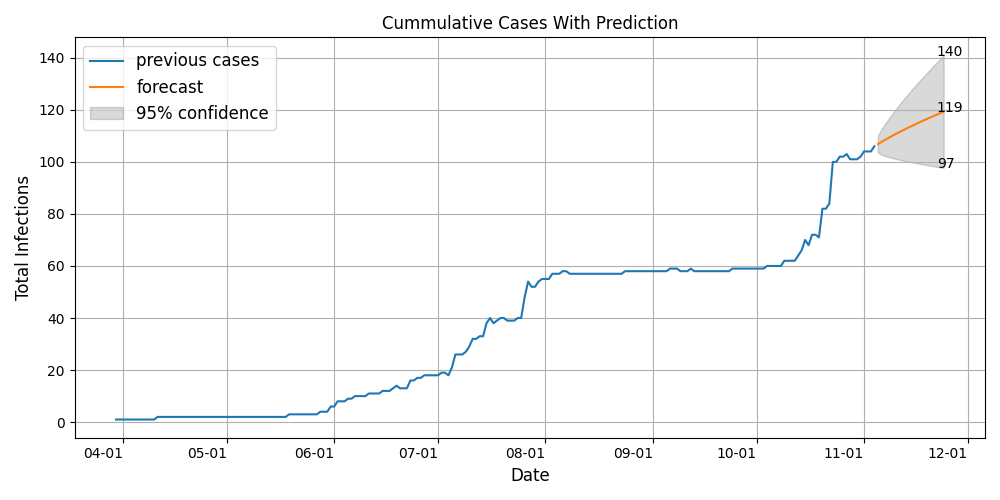 Cummulative Cases With Prediction
previous cases
forecast
95% confidence
140
119
97
Total Infections
140
120
100
80
60
40
20
0
04-01 05-01 06-01 07-01 08-01 09-01 10-01 11-01 12-01
Date